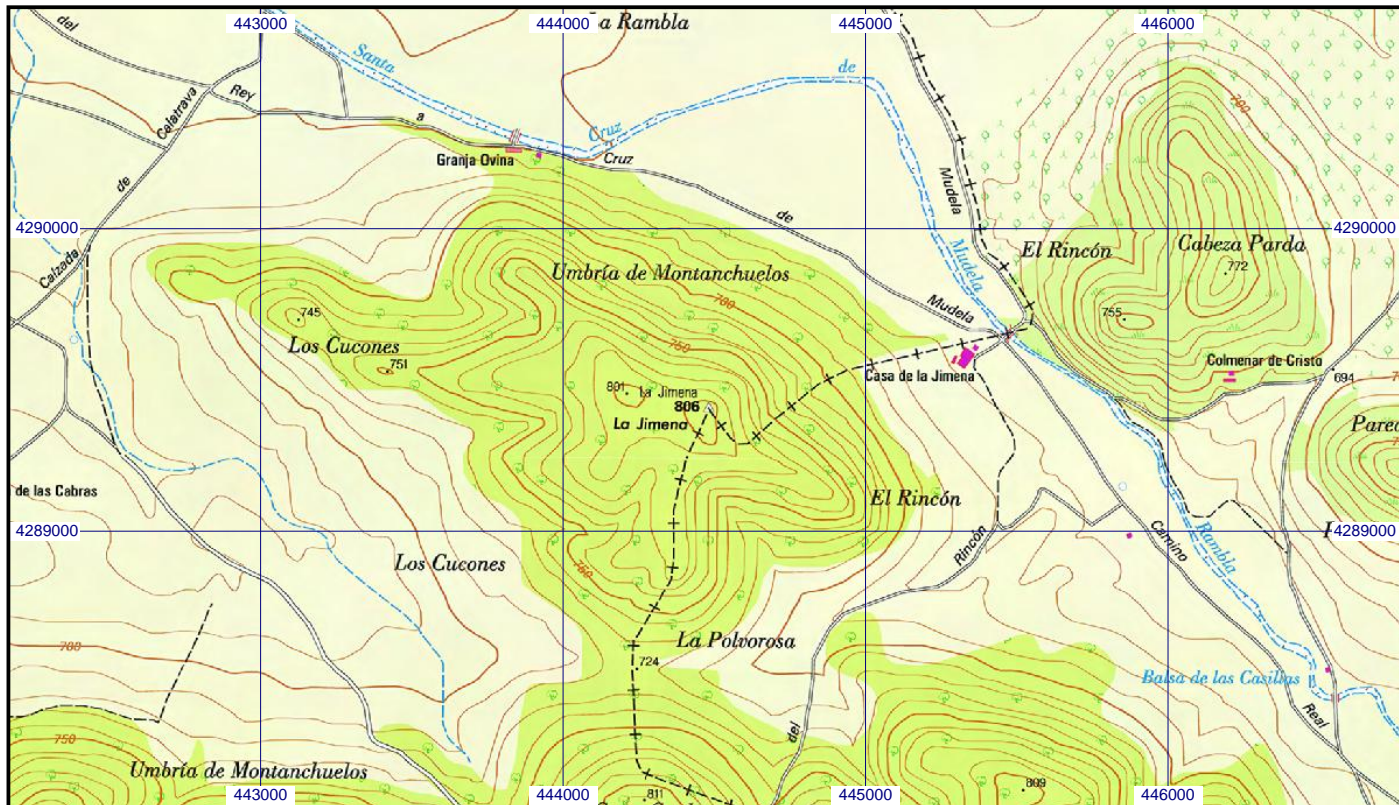 443000
444000
445000
446000
a Rambla
del
Santa
de
Calatrava
Rey
a
Cruz
Granja Ovina
Cruz
de
700
de
Mudela
4290000
4290000
Calzada
Umbría de Montanchuelos
Mudela
El Rincón
Cabeza Parda
772
700
745
Mudela
755
Los Cucones
750
Colmenar de Cristo
751
Casa de la Jimena
694
801
La Jimena
806
La Jimena
Pared
de las Cabras
El Rincón
4289000
4289000
Los Cucones
760
Rincón
Camino
Rambla
700
La Polvorosa
724
Balsa de las Casillas
Real
750
del
Umbría de Montanchuelos
809
811
443000
444000
445000
446000